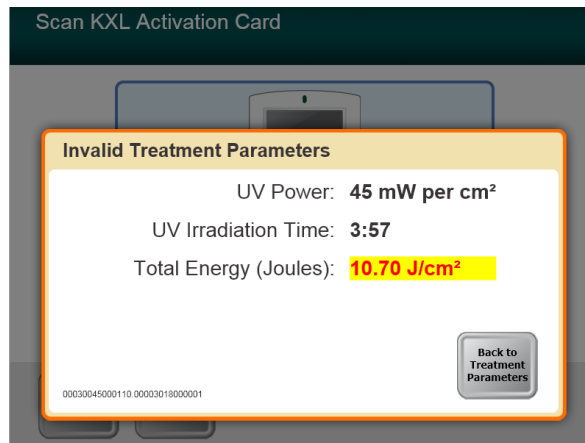 Scan KXL Activation Card
Invalid Treatment Parameters
UV Power: 45 mW per cm²
UV Irradiation Time: 3:57
Total Energy (Joules): 10.70 J/cm²
Back to
Treatment
Parameters
00030045000110.00003018000001